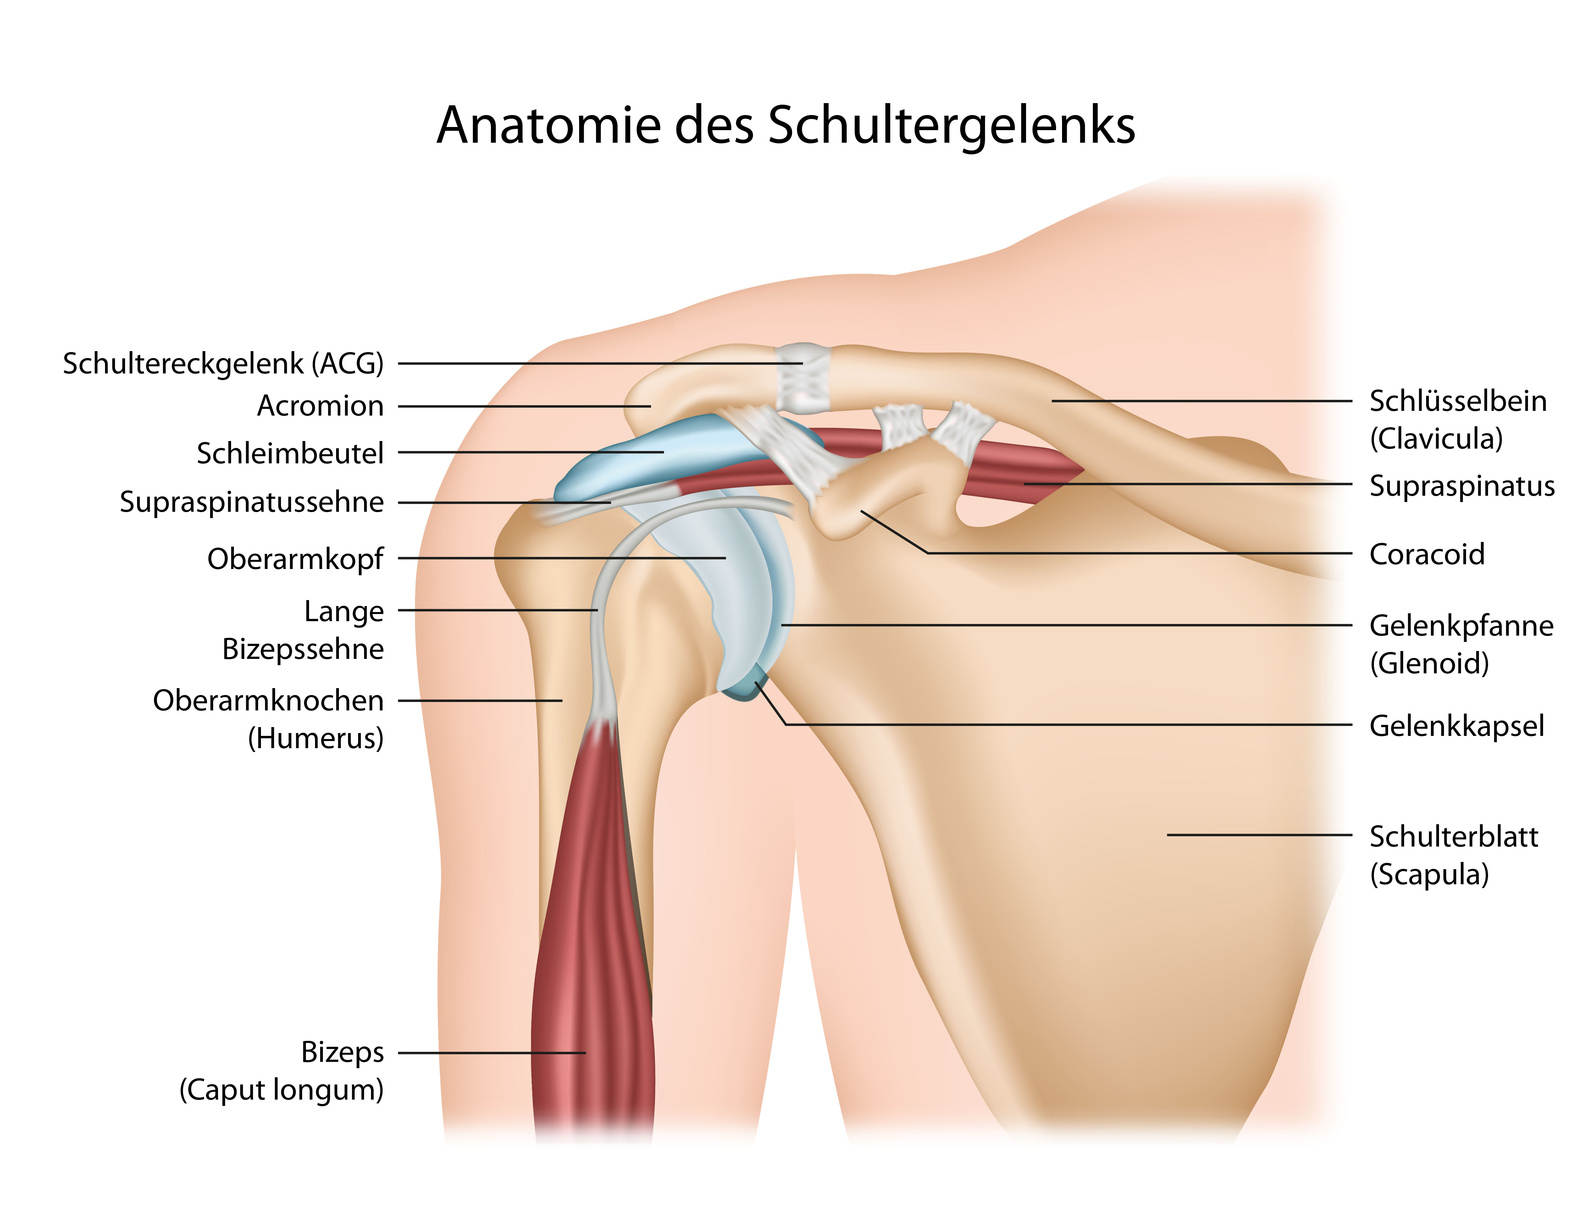 Anatomie des Schultergelenks
Schultereckgelenk (ACG)
Acromion
Schleimbeutel
Supraspinatussehne
Oberarmkopf
Lange
Bizepssehne
Oberarmknochen
(Humerus)
Bizeps
(Caput longum)
Schlüsselbein
(Clavicula)
Supraspinatus
Coracoid
Gelenkpfanne
(Glenoid)
Gelenkkapsel
Schulterblatt
(Scapula)